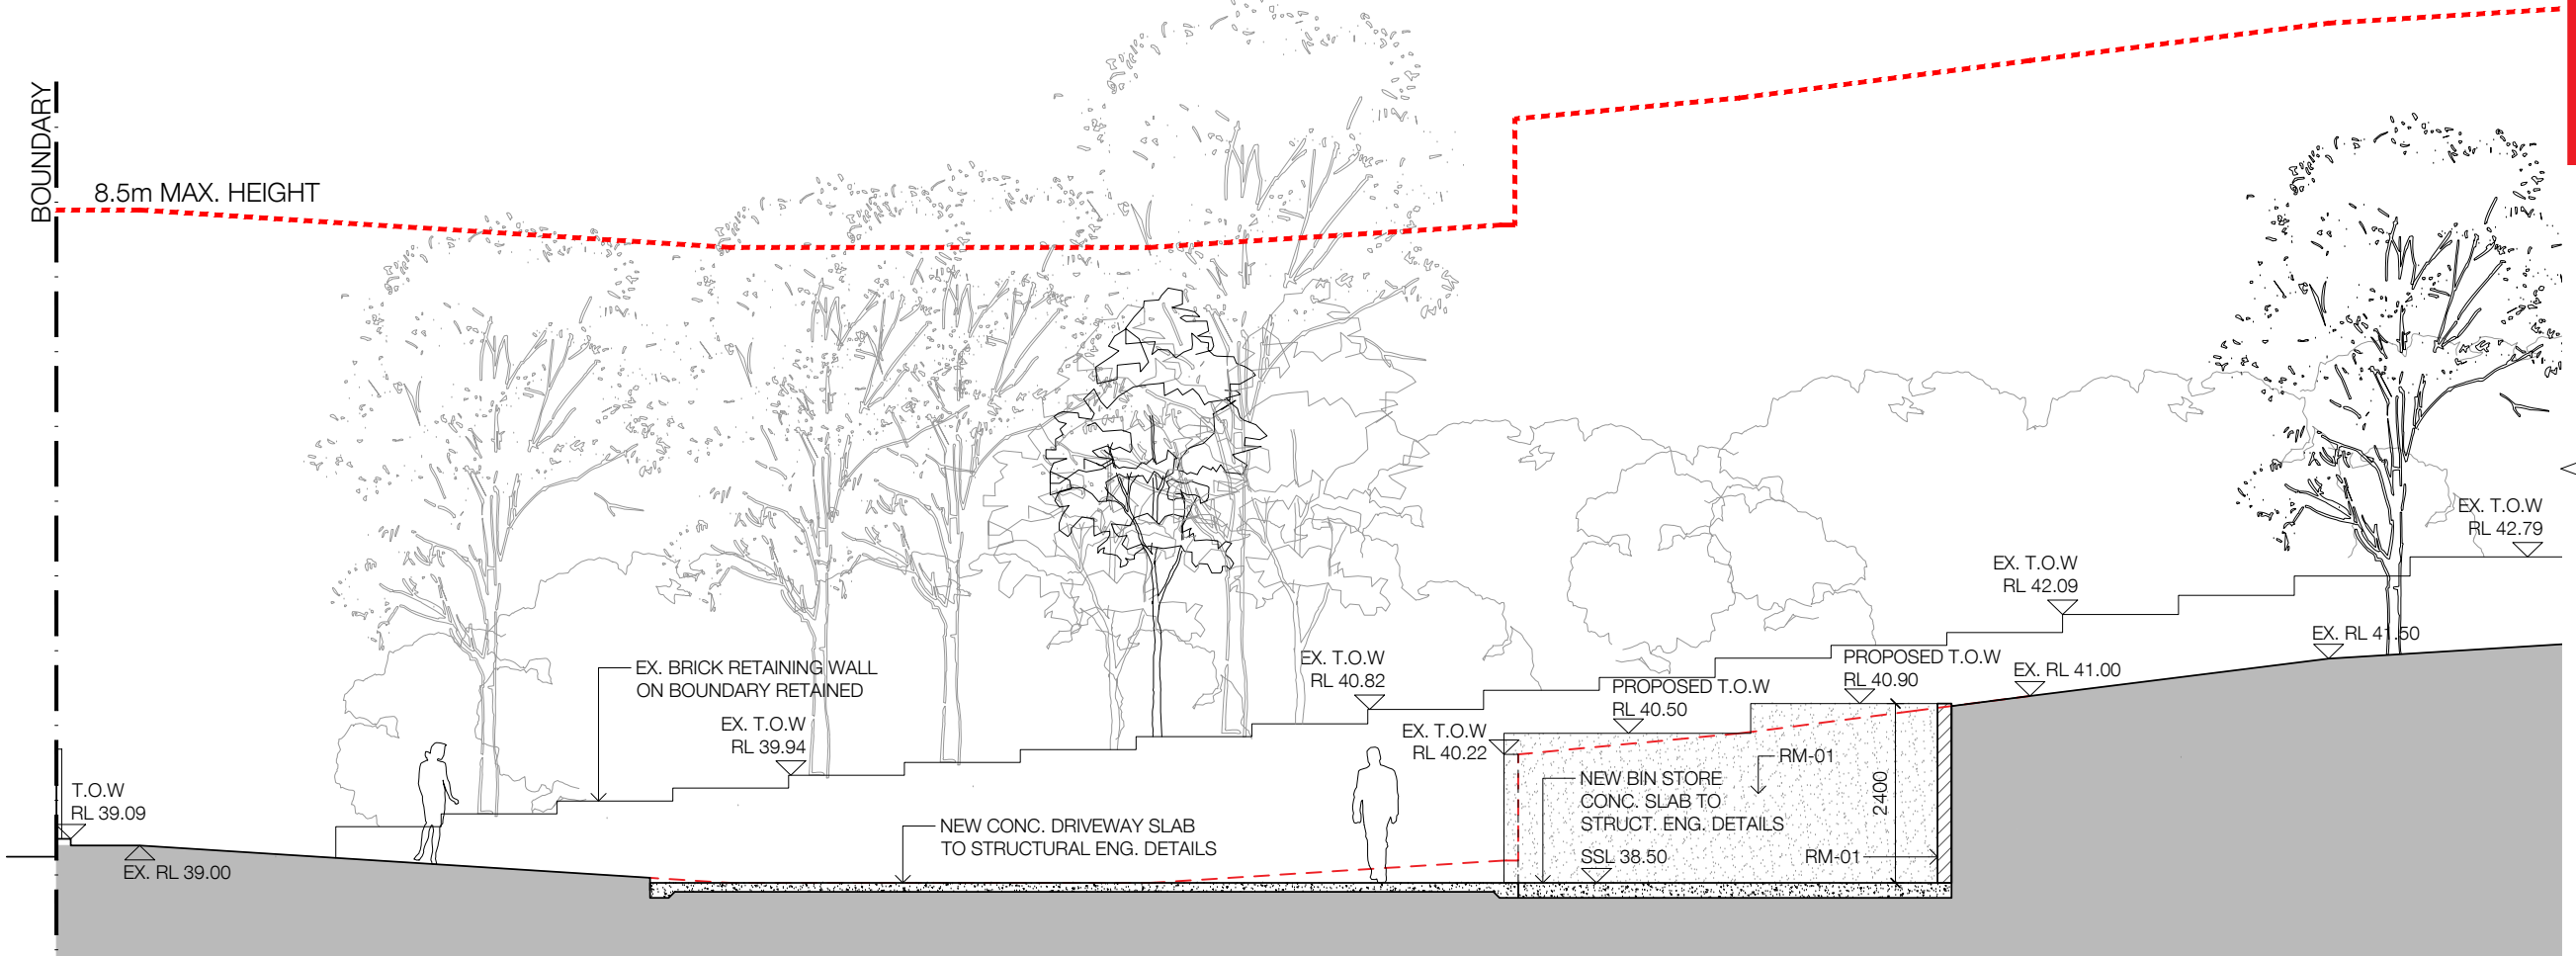 BOUNDARY
8.5m MAX. HEIGHT
EX. T.O.W
RL 42.79
EX. T.O.W
RL 42.09
EX. RL 41.50
EX. BRICK RETAINING WALL
ON BOUNDARY RETAINED
EX. T.O.W
RL 40.82
PROPOSED T.O.W
RL 40.90
EX. RL 41.00
PROPOSED T.O.W
RL 40.50
EX. T.O.W
RL 39.94
EX. T.O.W
RL 40.22
RM-01
T.O.W
RL 39.09
NEW BIN STORE
CONC. SLAB TO
STRUCT. ENG. DETAILS
2400
NEW CONC. DRIVEWAY SLAB
TO STRUCTURAL ENG. DETAILS
SSL 38.50
RM-01
EX. RL 39.00